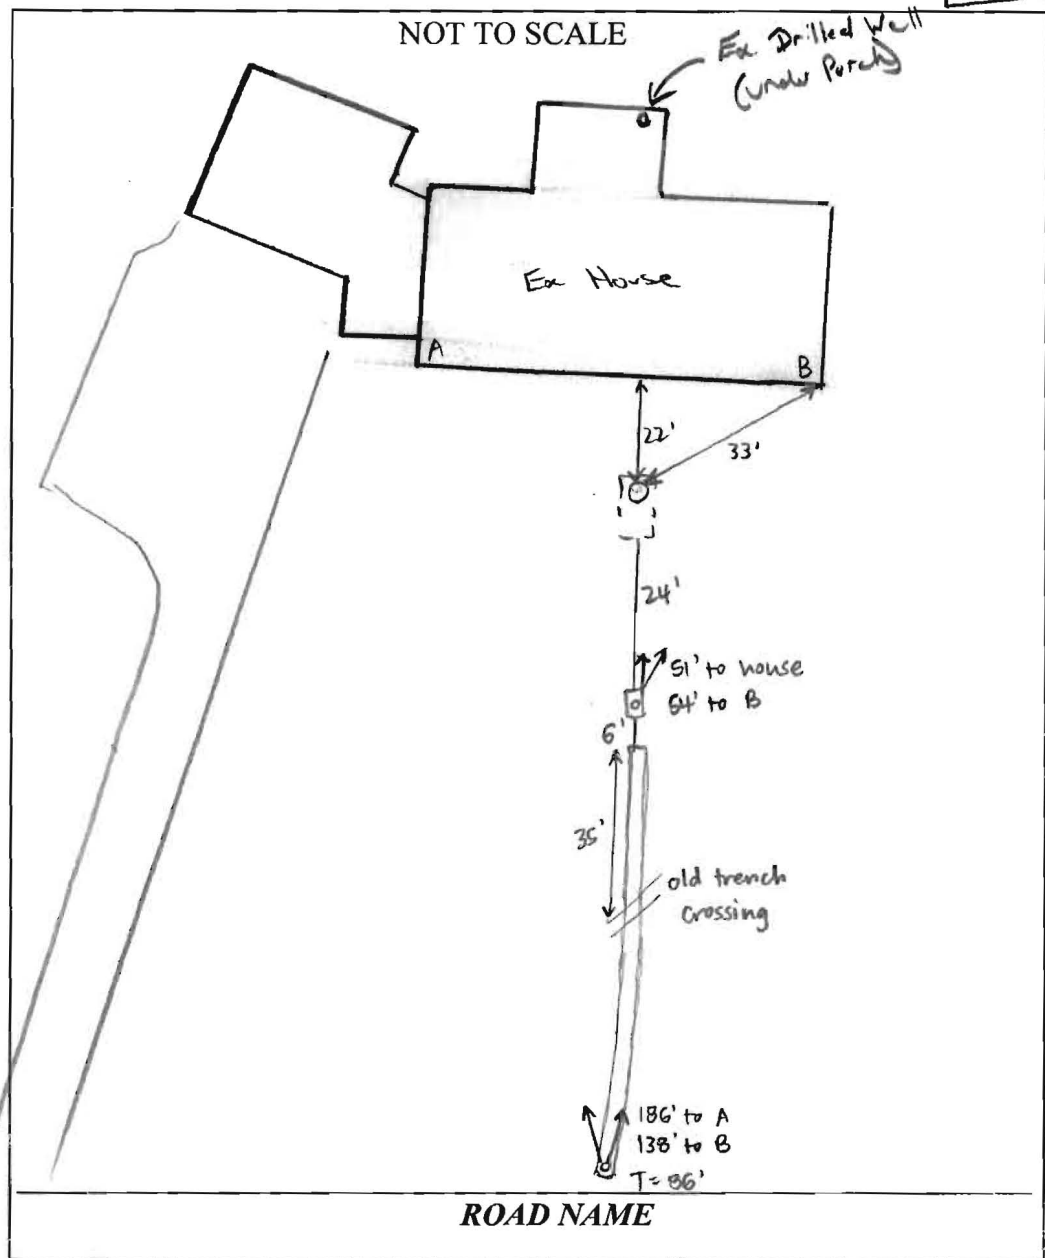 NOT TO SCALE
Ex. Drilled Well
(under Porch)
Ex House
A
B
22'
33'
24'
51' to house
54' to B
6'
35'
old trench
crossing
186' to A
138' to B
T = 86'
ROAD NAME